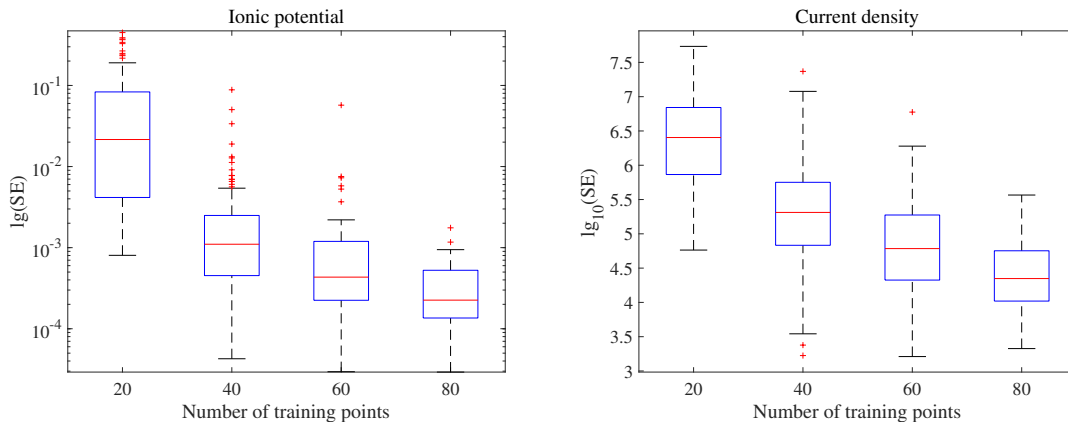 Ionic potential
lg(SE)
10^-1
10^-2
10^-3
10^-4
20 40 60 80
Number of training points
Current density
lg_10(SE)
7.5
7
6.5
6
5.5
5
4.5
4
3.5
3
20 40 60 80
Number of training points